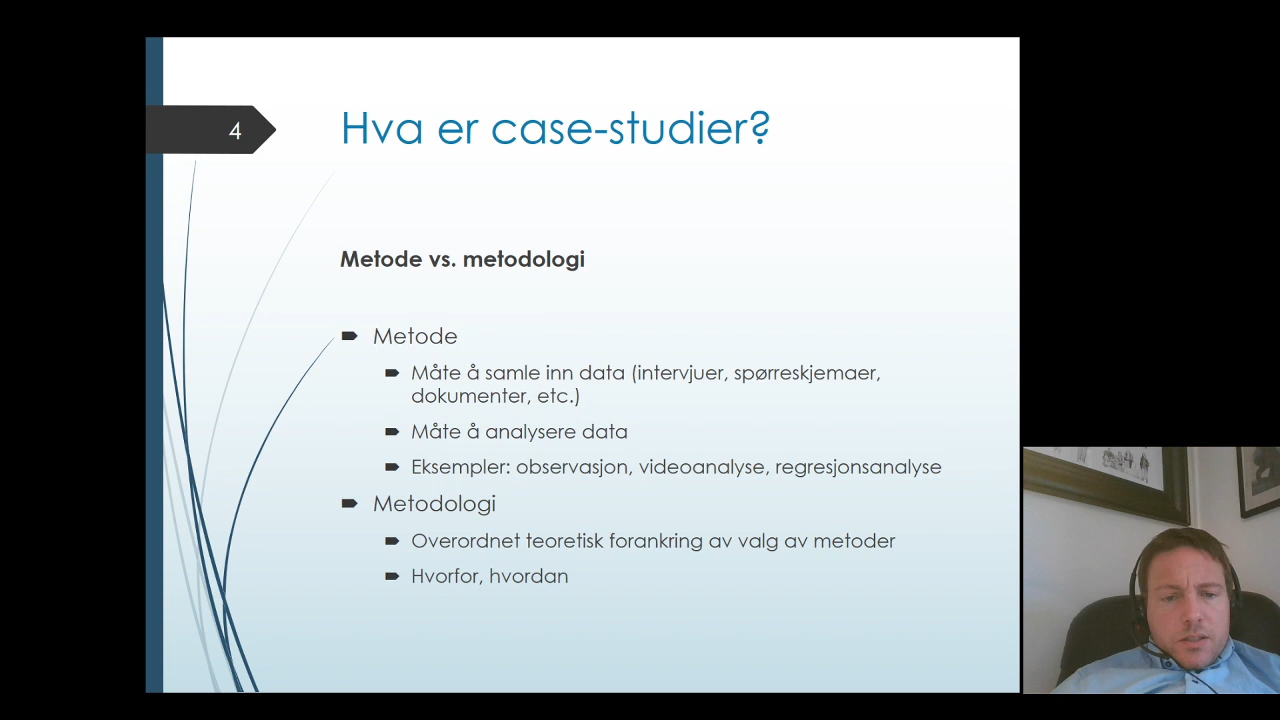 4
Hva er case-studier?
Metode vs. metodologi
Metode
Måte å samle inn data (intervjuer, spørreskjemaer,
dokumenter, etc.)
Måte å analysere data
Eksempler: observasjon, videoanalyse, regresjonsanalyse
Metodologi
Overordnet teoretisk forankring av valg av metoder
Hvorfor, hvordan